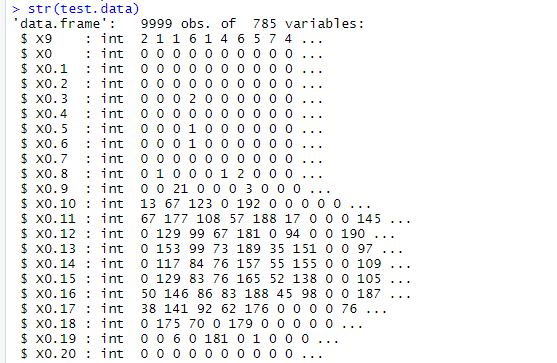 > str(test.data)
'data.frame':   9999 obs. of  785 variables:
 $ X9    : int  2 1 1 6 1 4 6 5 7 4 ...
 $ X0    : int  0 0 0 0 0 0 0 0 0 0 ...
 $ X0.1  : int  0 0 0 0 0 0 0 0 0 0 ...
 $ X0.2  : int  0 0 0 0 0 0 0 0 0 0 ...
 $ X0.3  : int  0 0 0 2 0 0 0 0 0 0 ...
 $ X0.4  : int  0 0 0 0 0 0 0 0 0 0 ...
 $ X0.5  : int  0 0 0 1 0 0 0 0 0 0 ...
 $ X0.6  : int  0 0 0 1 0 0 0 0 0 0 ...
 $ X0.7  : int  0 0 0 0 0 0 0 0 0 0 ...
 $ X0.8  : int  0 1 0 0 0 1 2 0 0 0 ...
 $ X0.9  : int  0 0 21 0 0 0 3 0 0 0 ...
 $ X0.10 : int  13 67 123 0 192 0 0 0 0 0 ...
 $ X0.11 : int  67 177 108 57 188 17 0 0 0 145 ...
 $ X0.12 : int  0 129 99 67 181 0 94 0 0 190 ...
 $ X0.13 : int  0 153 99 73 189 35 151 0 0 97 ...
 $ X0.14 : int  0 117 84 76 157 55 155 0 0 109 ...
 $ X0.15 : int  0 129 83 76 165 52 138 0 0 105 ...
 $ X0.16 : int  50 146 86 83 188 45 98 0 0 187 ...
 $ X0.17 : int  38 141 92 62 176 0 0 0 0 76 ...
 $ X0.18 : int  0 175 70 0 179 0 0 0 0 0 ...
 $ X0.19 : int  0 0 6 0 181 0 1 0 0 0 ...
 $ X0.20 : int  0 0 0 0 0 0 0 0 0 0 ...